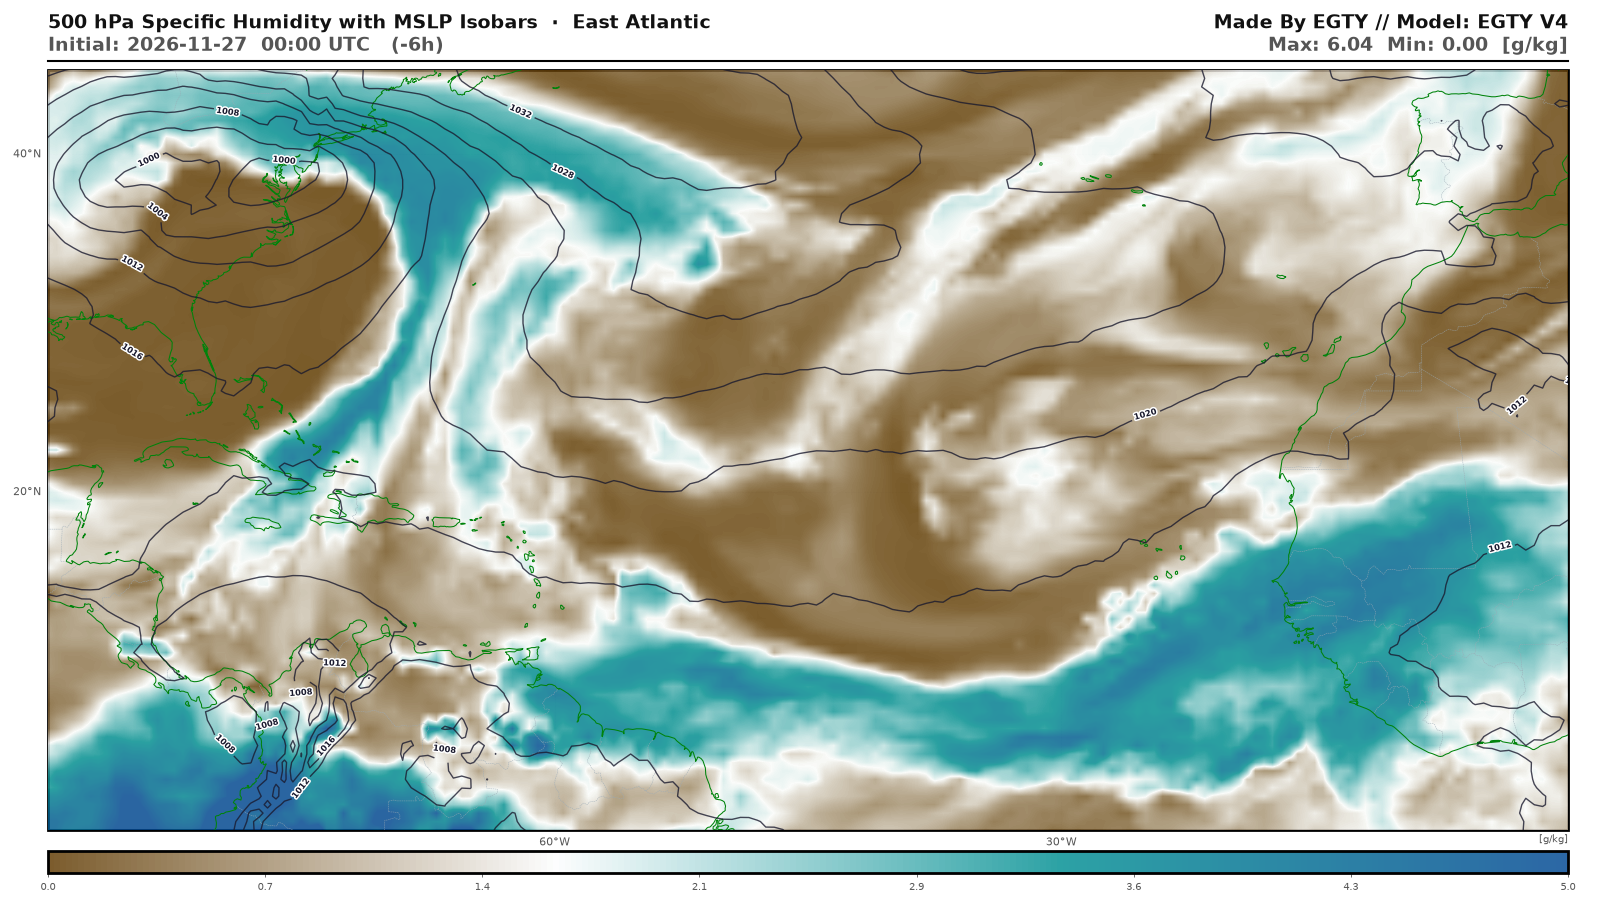 500 hPa Specific Humidity with MSLP Isobars · East Atlantic
Made By EGTY // Model: EGTY V4
Initial: 2026-11-27 00:00 UTC (-6h)
Max: 6.04 Min: 0.00 [g/kg]
1032
1008
40°N
1000
1000
1028
1004
1012
1016
1020
1012
20°N
1012
1012
1008
1008
1008
1016
1008
1012
60°W
30°W
[g/kg]
0.0
0.7
1.4
2.1
2.9
3.6
4.3
5.0